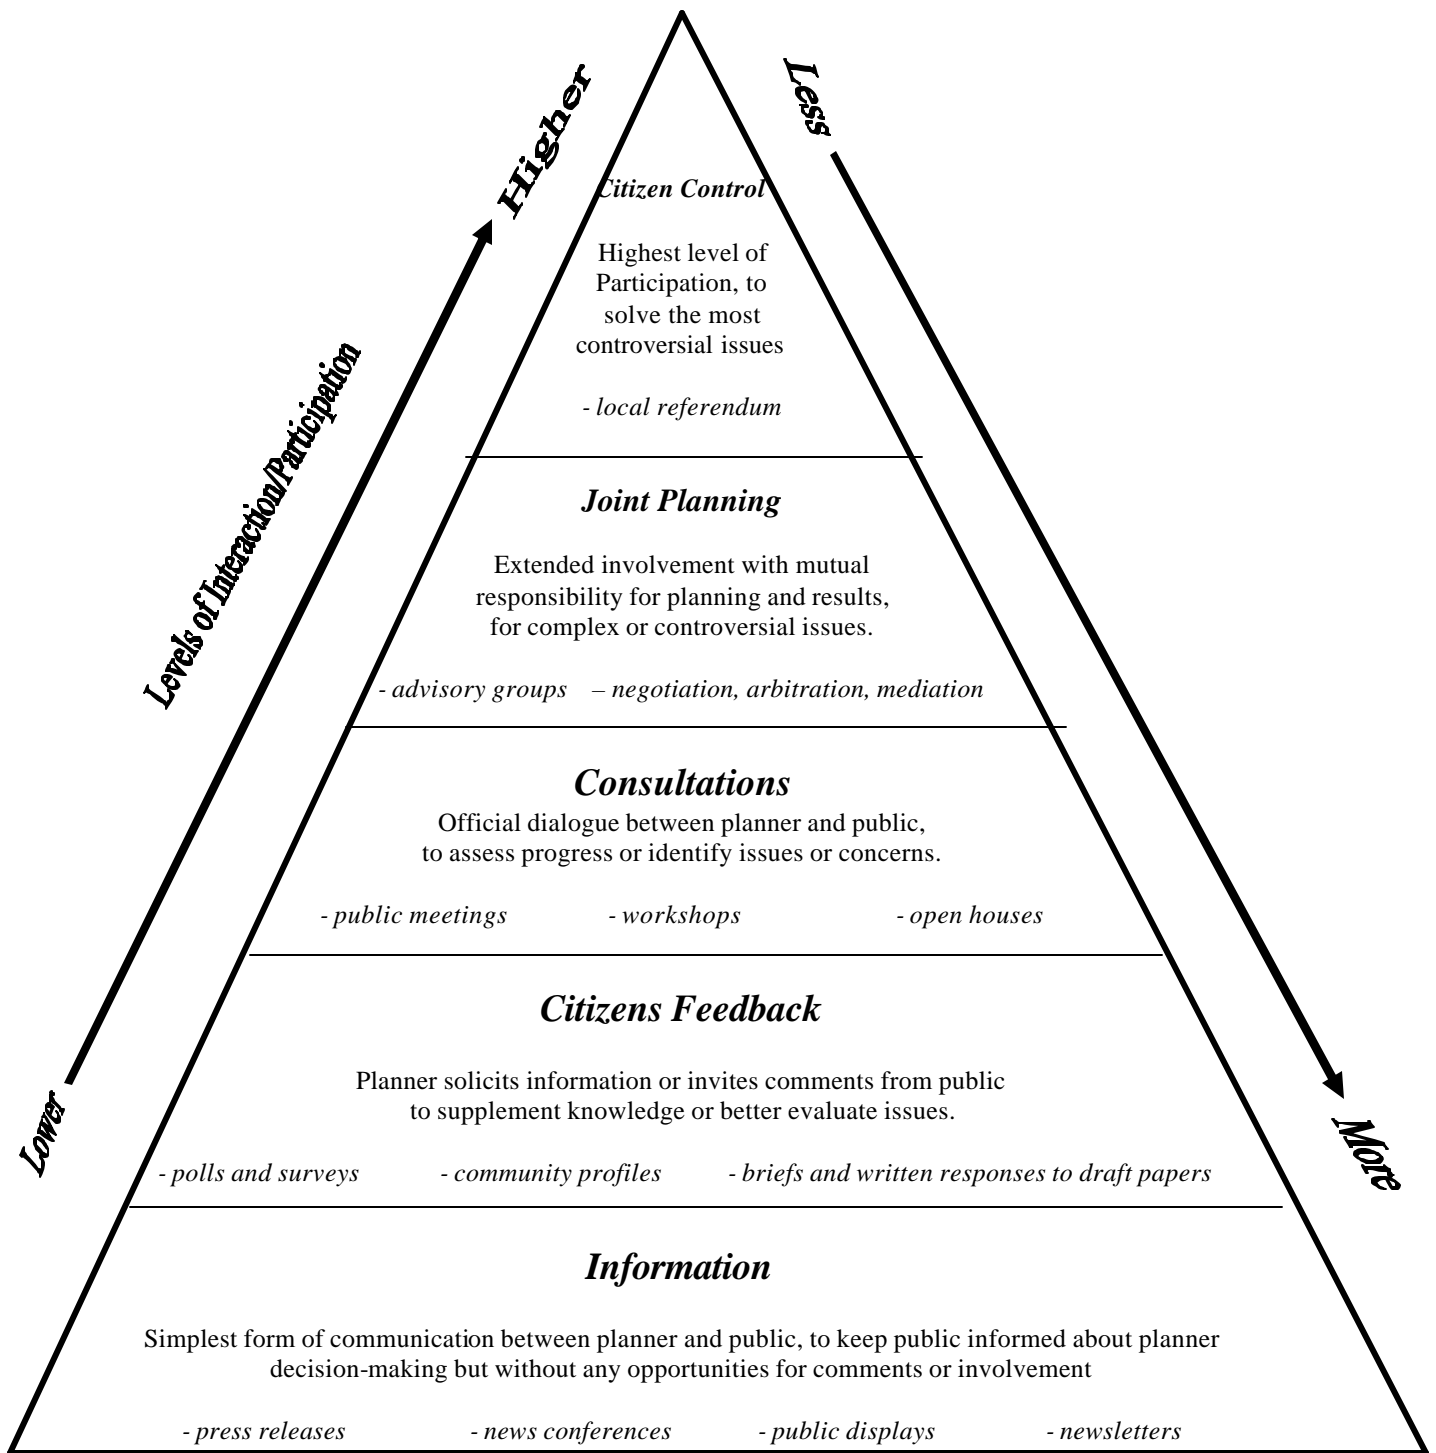 Less
Higher
Citizen Control
Highest level of
Participation, to
solve the most
controversial issues
- local referendum
Levels of Interaction/Participation
Joint Planning
Extended involvement with mutual
responsibility for planning and results,
for complex or controversial issues.
- advisory groups – negotiation, arbitration, mediation
Consultations
Official dialogue between planner and public,
to assess progress or identify issues or concerns.
- public meetings - workshops - open houses
Citizens Feedback
Planner solicits information or invites comments from public
to supplement knowledge or better evaluate issues.
- polls and surveys - community profiles - briefs and written responses to draft papers
Lower
More
Information
Simplest form of communication between planner and public, to keep public informed about planner
decision-making but without any opportunities for comments or involvement
- press releases - news conferences - public displays - newsletters